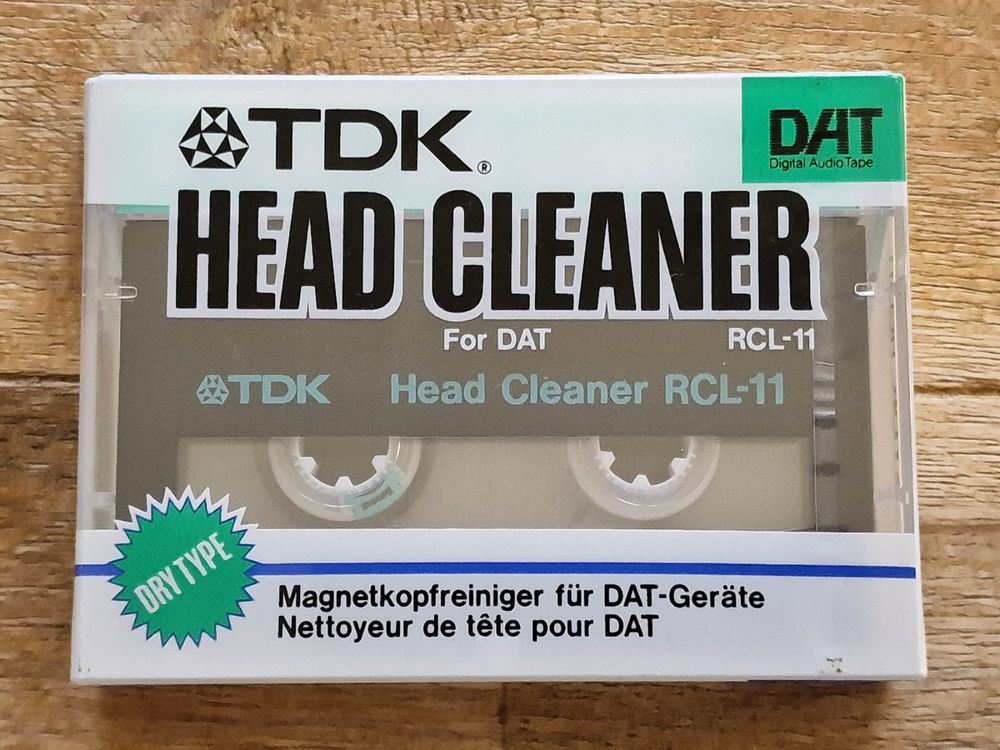 TDK®
DAT
Digital Audio Tape
HEAD CLEANER
For DAT RCL-11
TDK Head Cleaner RCL-11
DRY TYPE
Magnetkopfreiniger für DAT-Geräte
Nettoyeur de tête pour DAT